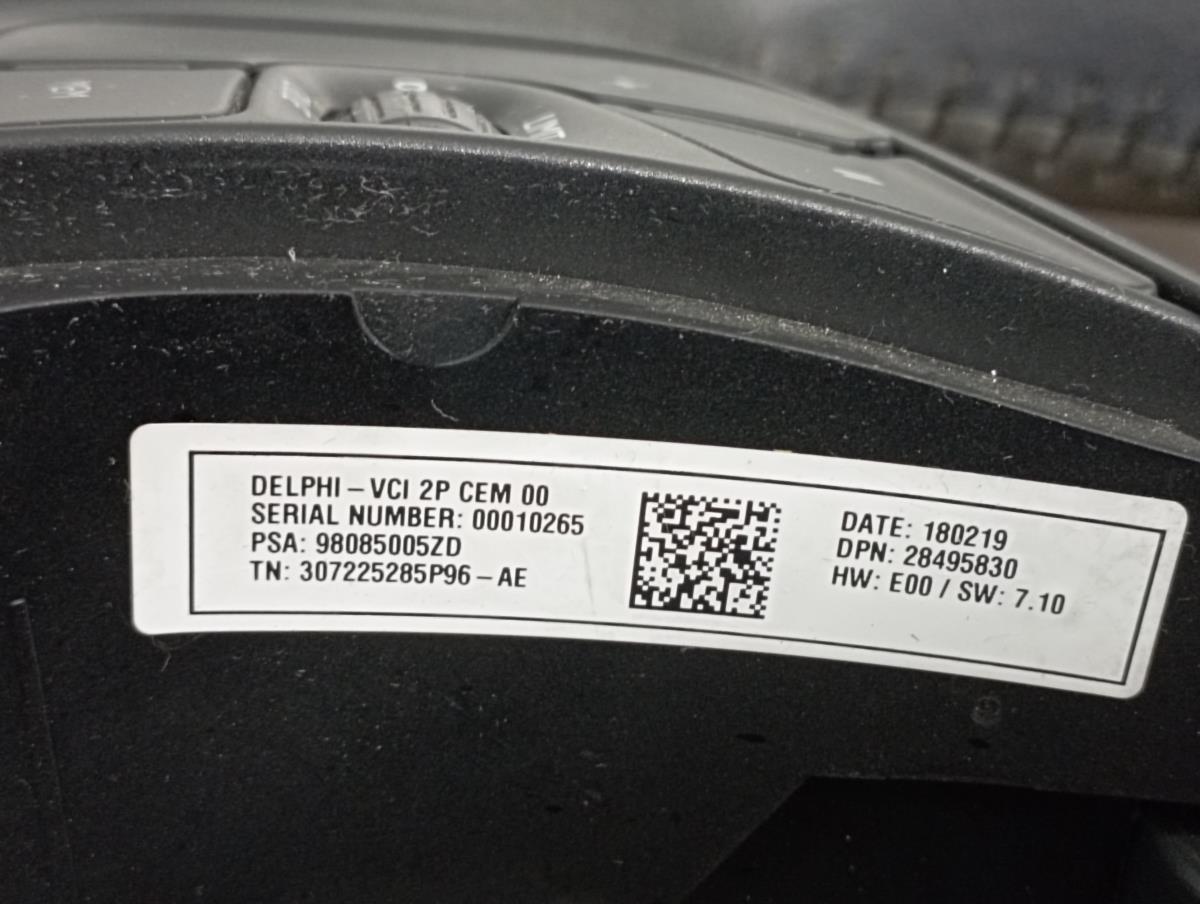 DELPHI – VCI 2P CEM 00
SERIAL NUMBER: 00010265
PSA: 98085005ZD
TN: 307225285P96 – AE
DATE: 180219
DPN: 28495830
HW: E00 / SW: 7.10